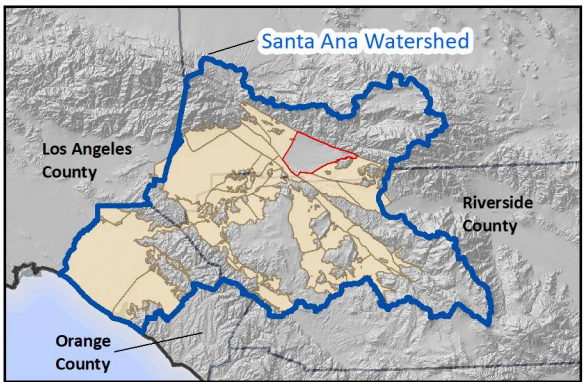 Santa Ana Watershed
Los Angeles
County
Riverside
County
Orange
County